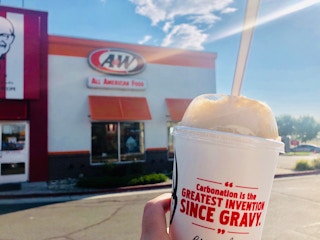 A&W
ALL AMERICAN FOOD
“
Carbonation is the
GREATEST INVENTION
SINCE GRAVY.
”